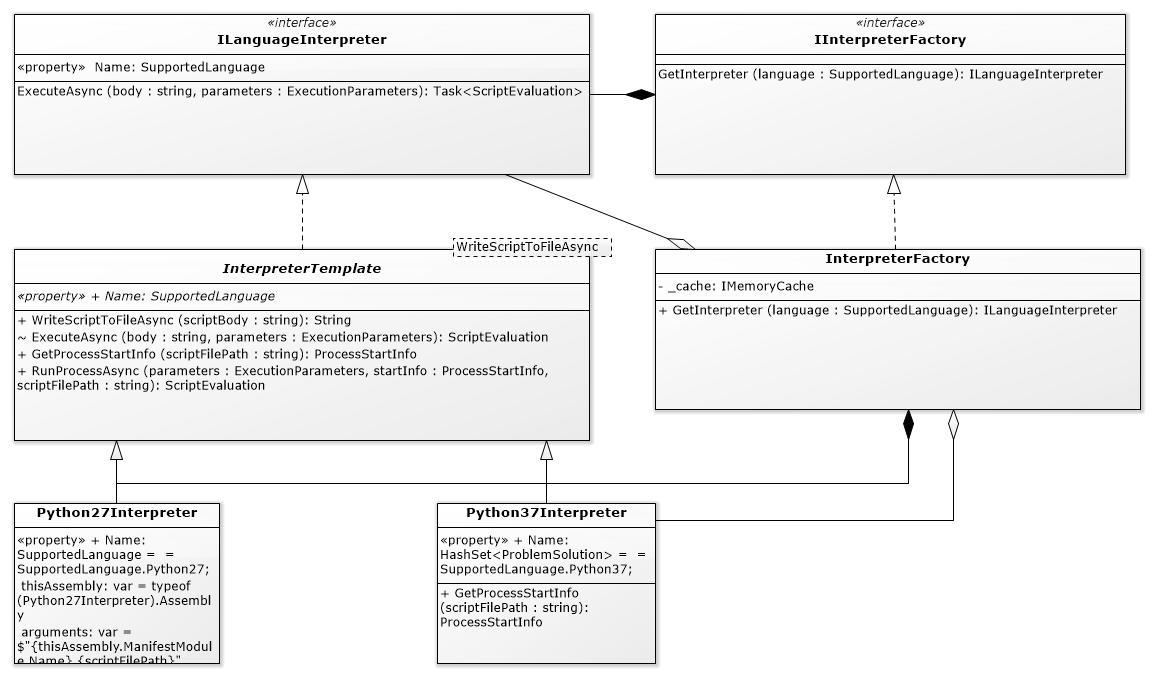 «interface»
ILanguageInterpreter
«property»  Name: SupportedLanguage
ExecuteAsync (body : string, parameters : ExecutionParameters): Task<ScriptEvaluation>
«interface»
IInterpreterFactory
GetInterpreter (language : SupportedLanguage): ILanguageInterpreter
WriteScriptToFileAsync
InterpreterTemplate
«property» + Name: SupportedLanguage
+ WriteScriptToFileAsync (scriptBody : string): String
~ ExecuteAsync (body : string, parameters : ExecutionParameters): ScriptEvaluation
+ GetProcessStartInfo (scriptFilePath : string): ProcessStartInfo
+ RunProcessAsync (parameters : ExecutionParameters, startInfo : ProcessStartInfo,
scriptFilePath : string): ScriptEvaluation
InterpreterFactory
- _cache: IMemoryCache
+ GetInterpreter (language : SupportedLanguage): ILanguageInterpreter
Python27Interpreter
«property» + Name:
SupportedLanguage =  =
SupportedLanguage.Python27;
thisAssembly: var = typeof
(Python27Interpreter).Assembl
y
arguments: var =
$"{thisAssembly.ManifestModul
e.Name} {scriptFilePath}"
Python37Interpreter
«property» + Name:
HashSet<ProblemSolution> =  =
SupportedLanguage.Python37;
+ GetProcessStartInfo
(scriptFilePath : string):
ProcessStartInfo